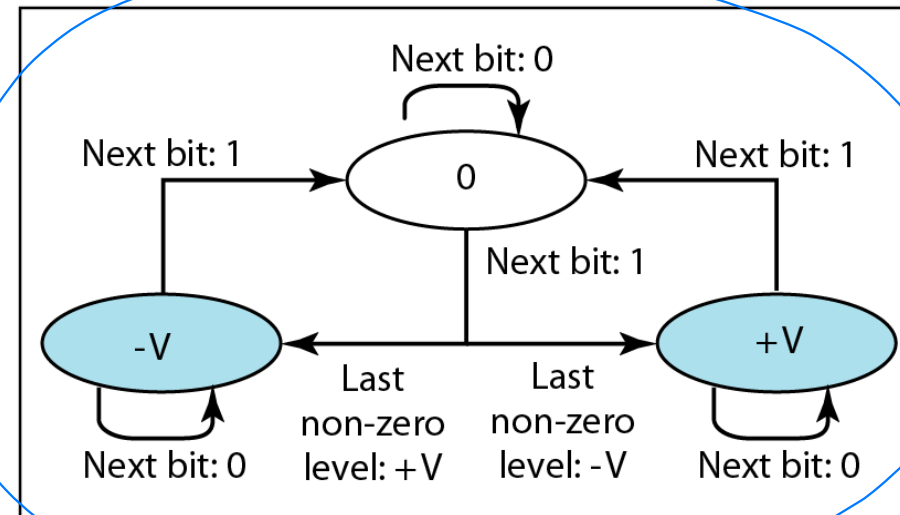 Next bit: 0
Next bit: 1
Next bit: 1
0
Next bit: 1
-V
+V
Last
non-zero
level: +V
Last
non-zero
level: -V
Next bit: 0
Next bit: 0